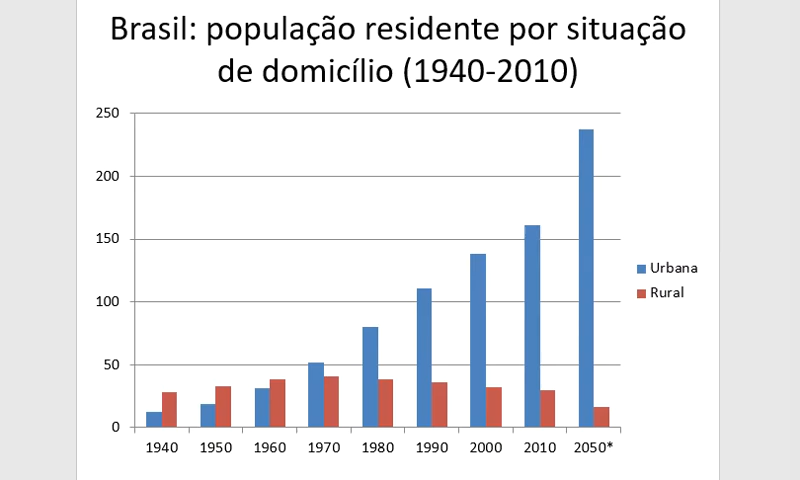 Brasil: população residente por situação
de domicílio (1940-2010)
250
200
150
100
50
0
1940 1950 1960 1970 1980 1990 2000 2010 2050*
Urbana
Rural